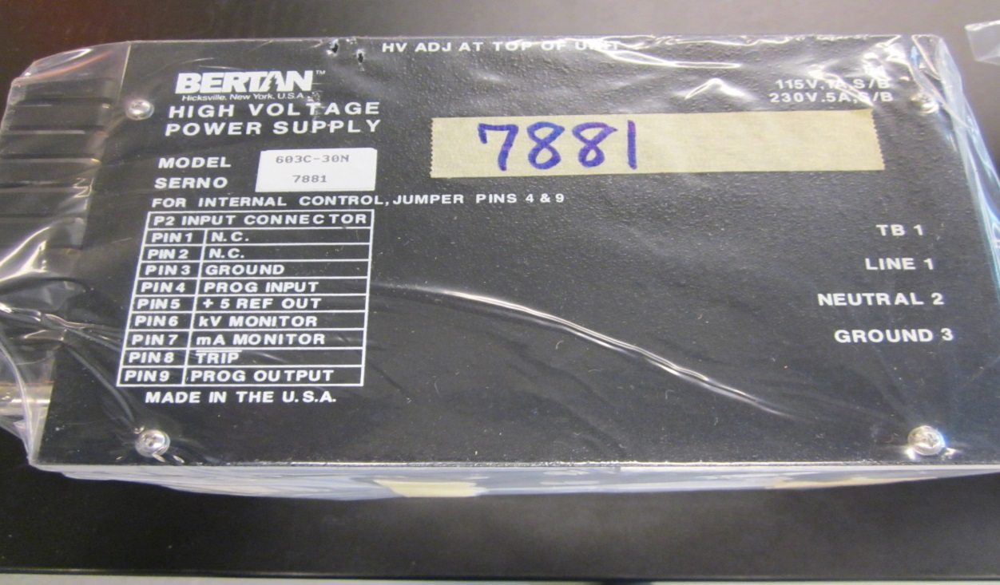 HV ADJ AT TOP OF UNIT
BERTAN™
Hicksville, New York, U.S.A.
HIGH VOLTAGE
POWER SUPPLY
115V.1A,S/B
230V.5A,S/B
7881
MODEL 603C-30N
SERNO 7881
FOR INTERNAL CONTROL, JUMPER PINS 4 & 9
P2 INPUT CONNECTOR
PIN 1 N.C.
PIN 2 N.C.
PIN 3 GROUND
PIN 4 PROG INPUT
PIN 5 + 5 REF OUT
PIN 6 kV MONITOR
PIN 7 mA MONITOR
PIN 8 TRIP
PIN 9 PROG OUTPUT
MADE IN THE U.S.A.
TB 1
LINE 1
NEUTRAL 2
GROUND 3